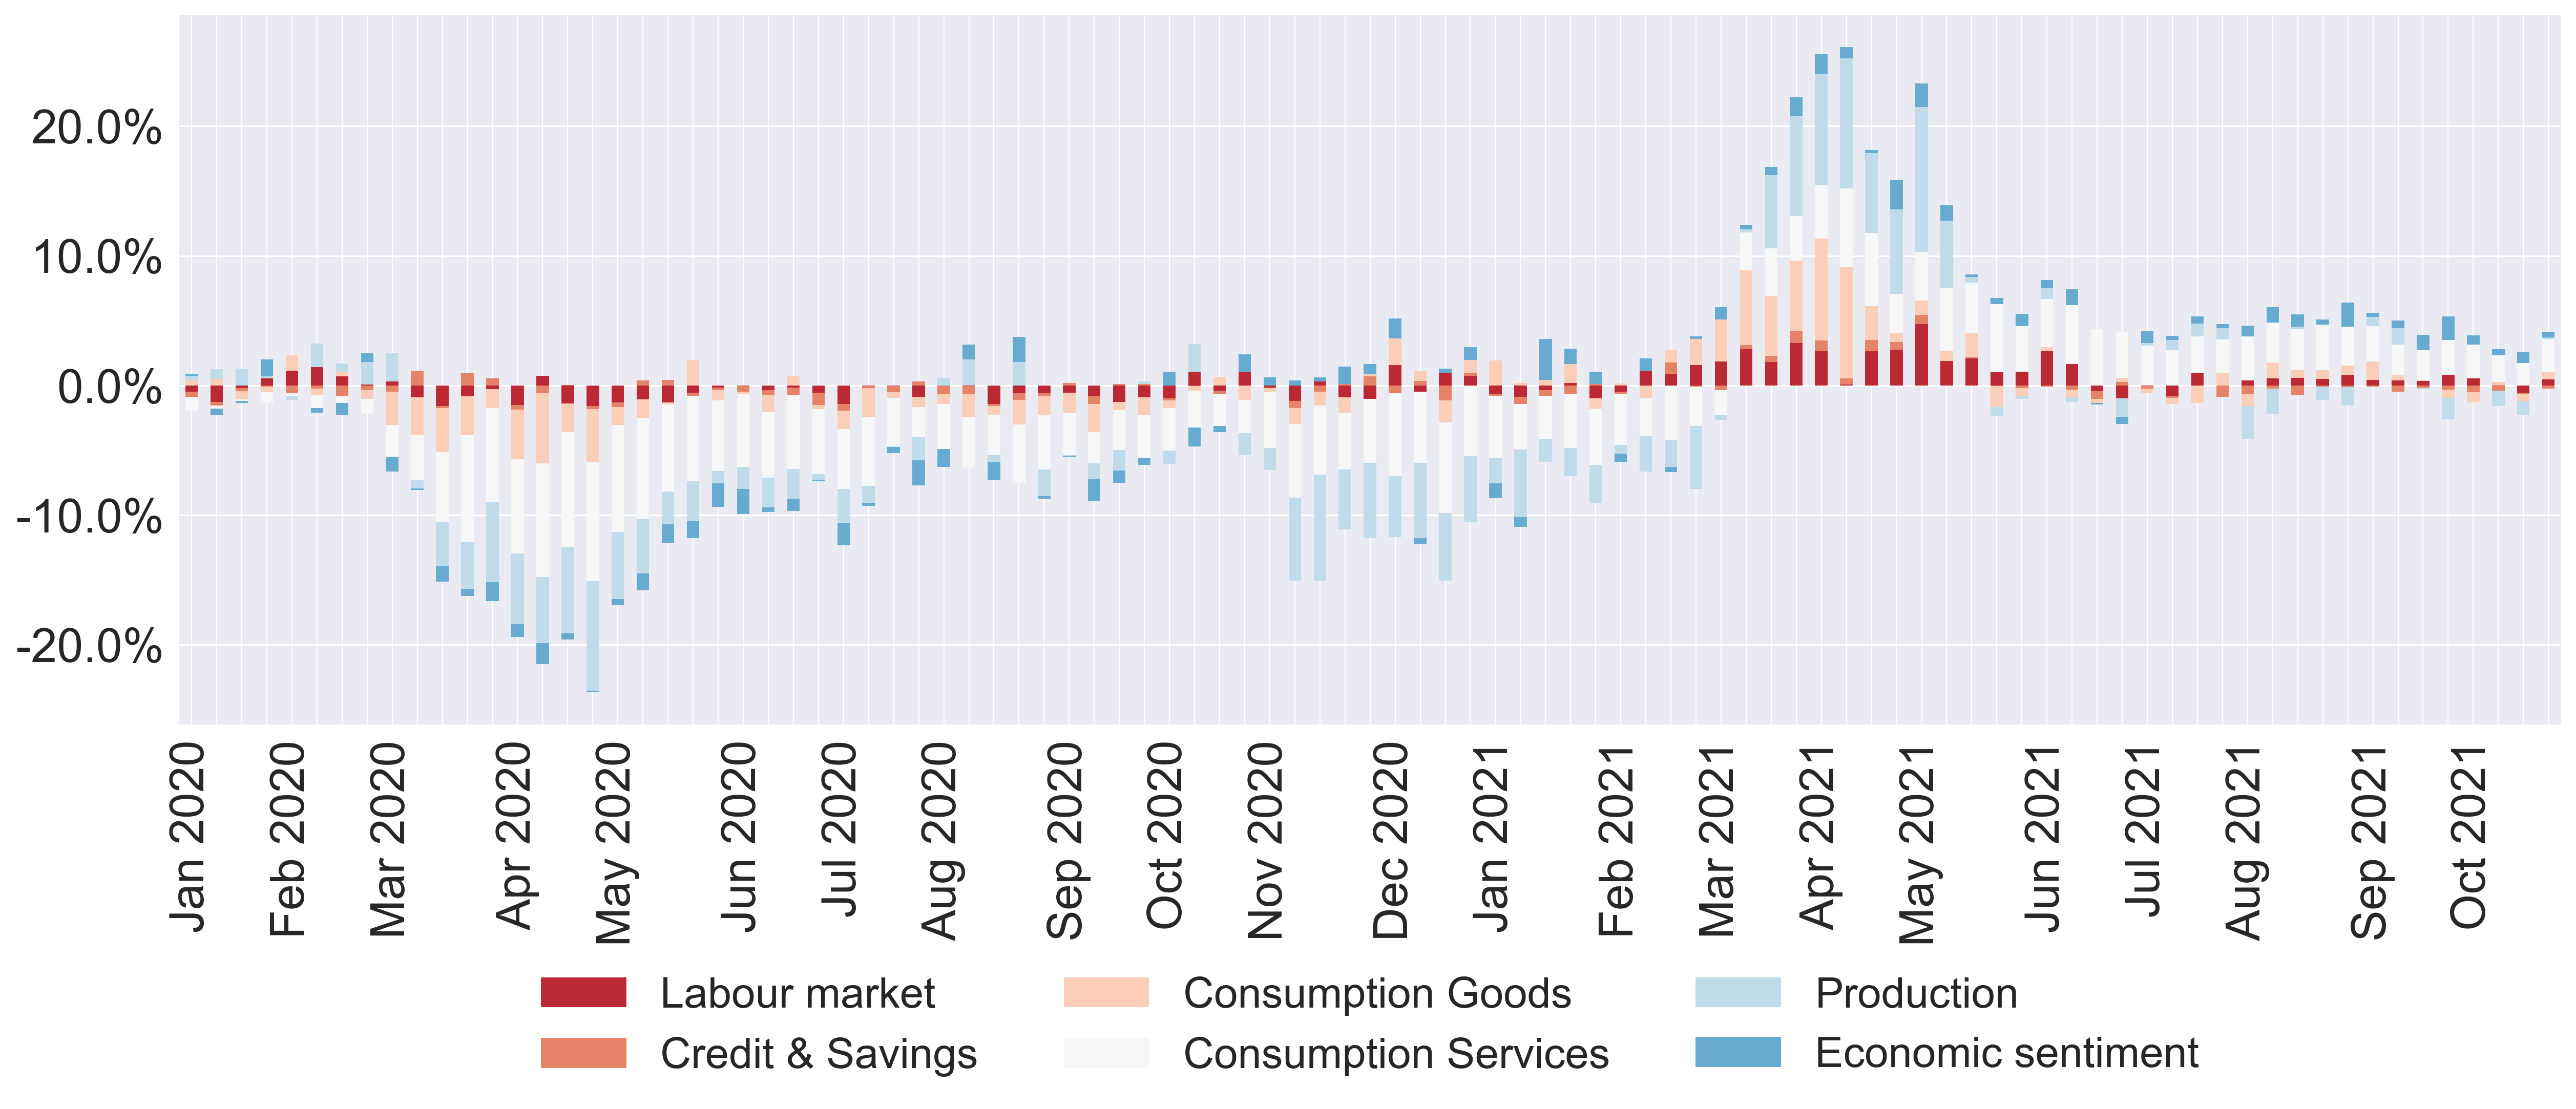 20.0%
10.0%
0.0%
-10.0%
-20.0%
Jan 2020
Feb 2020
Mar 2020
Apr 2020
May 2020
Jun 2020
Jul 2020
Aug 2020
Sep 2020
Oct 2020
Nov 2020
Dec 2020
Jan 2021
Feb 2021
Mar 2021
Apr 2021
May 2021
Jun 2021
Jul 2021
Aug 2021
Sep 2021
Oct 2021
Labour market
Consumption Goods
Production
Credit & Savings
Consumption Services
Economic sentiment